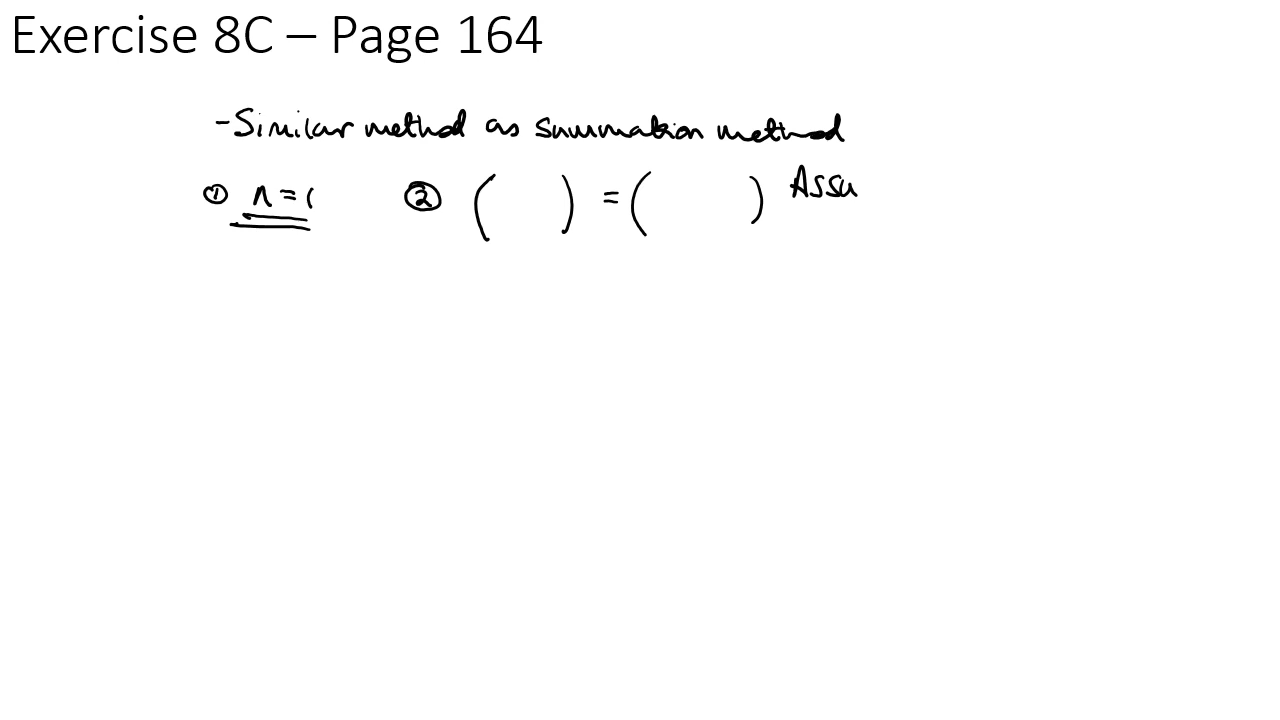 Exercise 8C – Page 164
- Similar method as summation method
① n = 1 ② ( ) = ( ) Assu